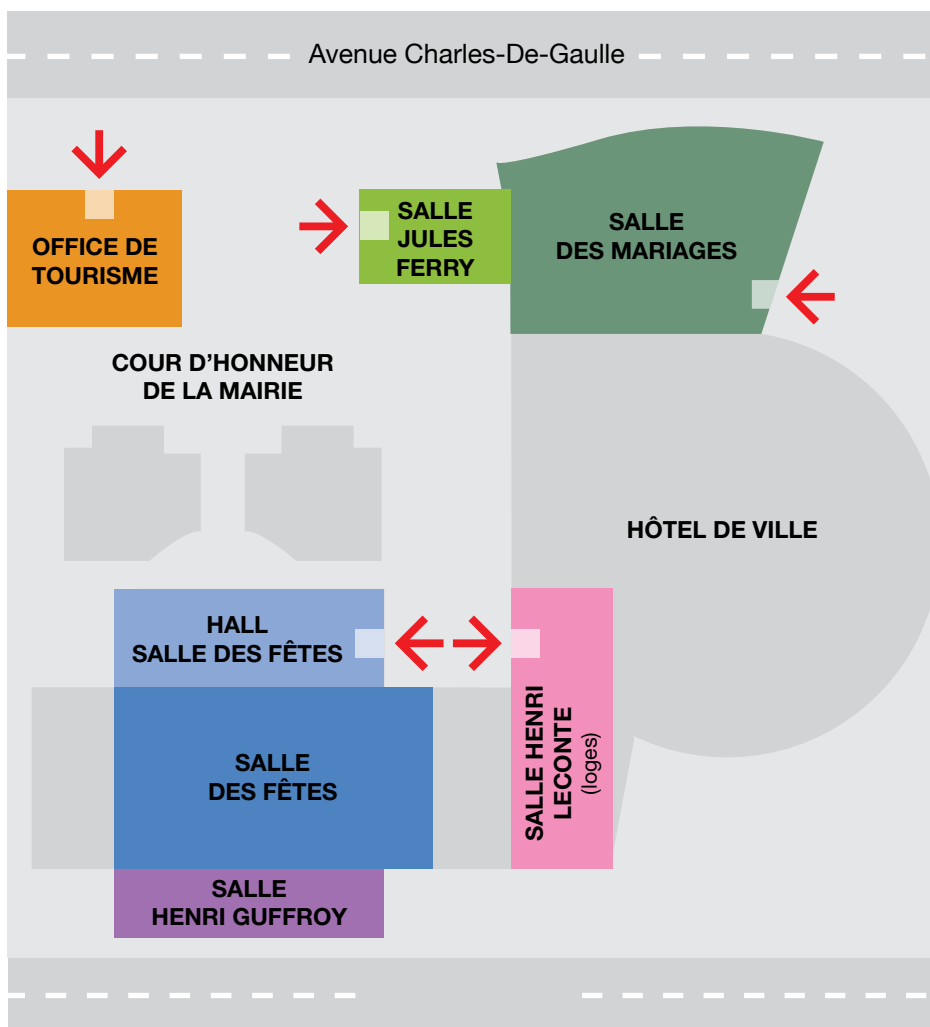 Avenue Charles-De-Gaulle
OFFICE DE
TOURISME
SALLE
JULES
FERRY
SALLE
DES MARIAGES
COUR D’HONNEUR
DE LA MAIRIE
HÔTEL DE VILLE
HALL
SALLE DES FÊTES
SALLE
DES FÊTES
SALLE HENRI
LECONTE
(loges)
SALLE
HENRI GUFFROY